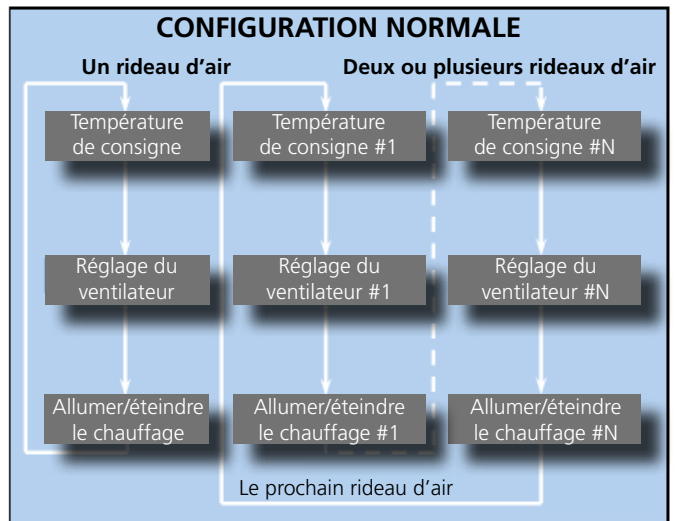 CONFIGURATION NORMALE
Un rideau d'air
Deux ou plusieurs rideaux d'air
Température
de consigne
Température
de consigne #1
Température
de consigne #N
Réglage du
ventilateur
Réglage du
ventilateur #1
Réglage du
ventilateur #N
Allumer/éteindre
le chauffage
Allumer/éteindre
le chauffage #1
Allumer/éteindre
le chauffage #N
Le prochain rideau d'air